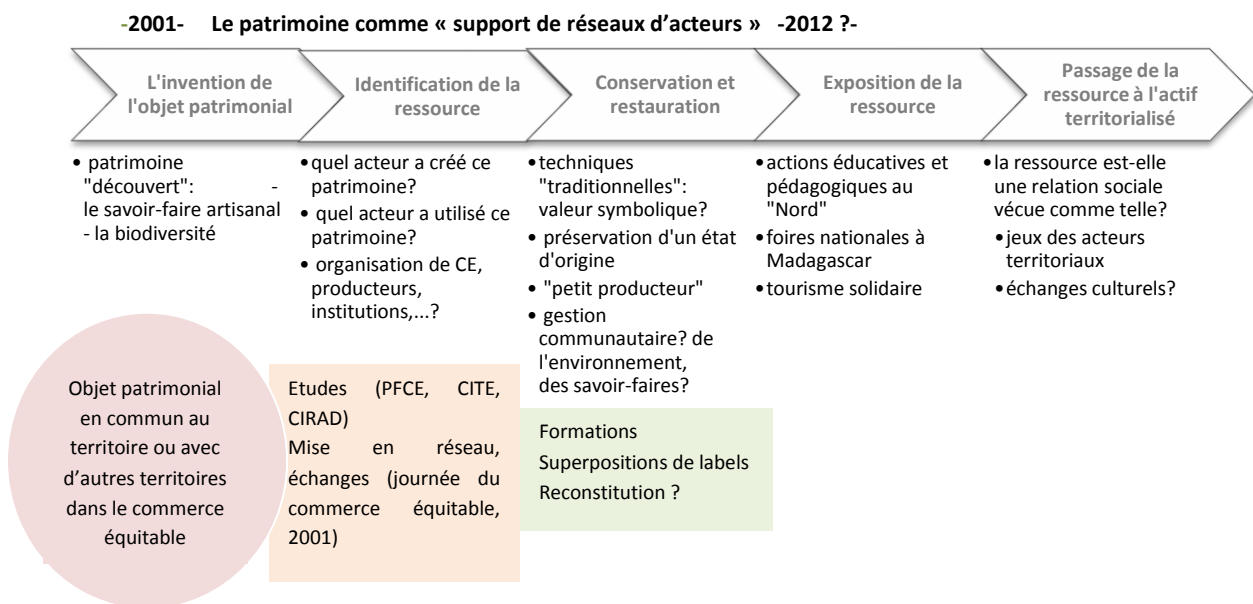 -2001- Le patrimoine comme « support de réseaux d'acteurs » -2012 ?-
L'invention de
l'objet patrimonial
Identification de la
ressource
Conservation et
restauration
Exposition de la
ressource
Passage de la
ressource à l'actif
territorialisé
• patrimoine
"découvert": -
le savoir-faire artisanal
- la biodiversité
•quel acteur a créé ce
patrimoine?
• quel acteur a utilisé ce
patrimoine?
• organisation de CE,
producteurs,
institutions,...?
•techniques
"traditionnelles":
valeur symbolique?
• préservation d'un état
d'origine
• "petit producteur"
• gestion
communautaire? de
l'environnement,
des savoir-faires?
•actions éducatives et
pédagogiques au
"Nord"
•foires nationales à
Madagascar
•tourisme solidaire
•la ressource est-elle
une relation sociale
vécue comme telle?
•jeux des acteurs
territoriaux
•échanges culturels?
Objet patrimonial
en commun au
territoire ou avec
d'autres territoires
dans le commerce
équitable
Etudes (PFCE, CITE,
CIRAD)
Mise en réseau,
échanges (journée du
commerce équitable,
2001)
Formations
Superpositions de labels
Reconstitution ?